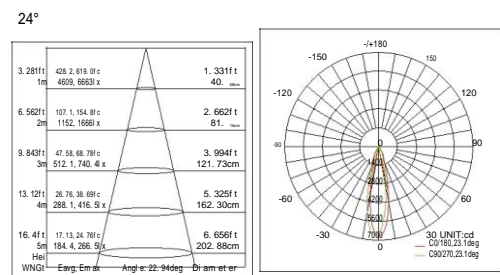 24°
3.281ft 428.2, 619.0fc 1.331ft
1m 4609, 6663lx 40.
6.562ft 107.1, 154.8fc 2.662ft
2m 1152, 1666lx 81.
9.843ft 47.58, 68.78fc 3.994ft
3m 512.1, 740.4lx 121.73cm
13.12ft 26.76, 38.69fc 5.325ft
4m 288.1, 416.5lx 162.30cm
16.4ft 17.13, 24.76fc 6.656ft
5m 184.4, 266.5lx 202.88cm
Hei
WNGt Eavg, Emax Angle: 22.94deg Diameter
-/+180
-150 150
-120 120
-90 0 90
1400
2800
-60 4200 60
5600
-30 7000 30 UNIT:cd
C0/180,23.1deg
0 C90/270,23.1deg